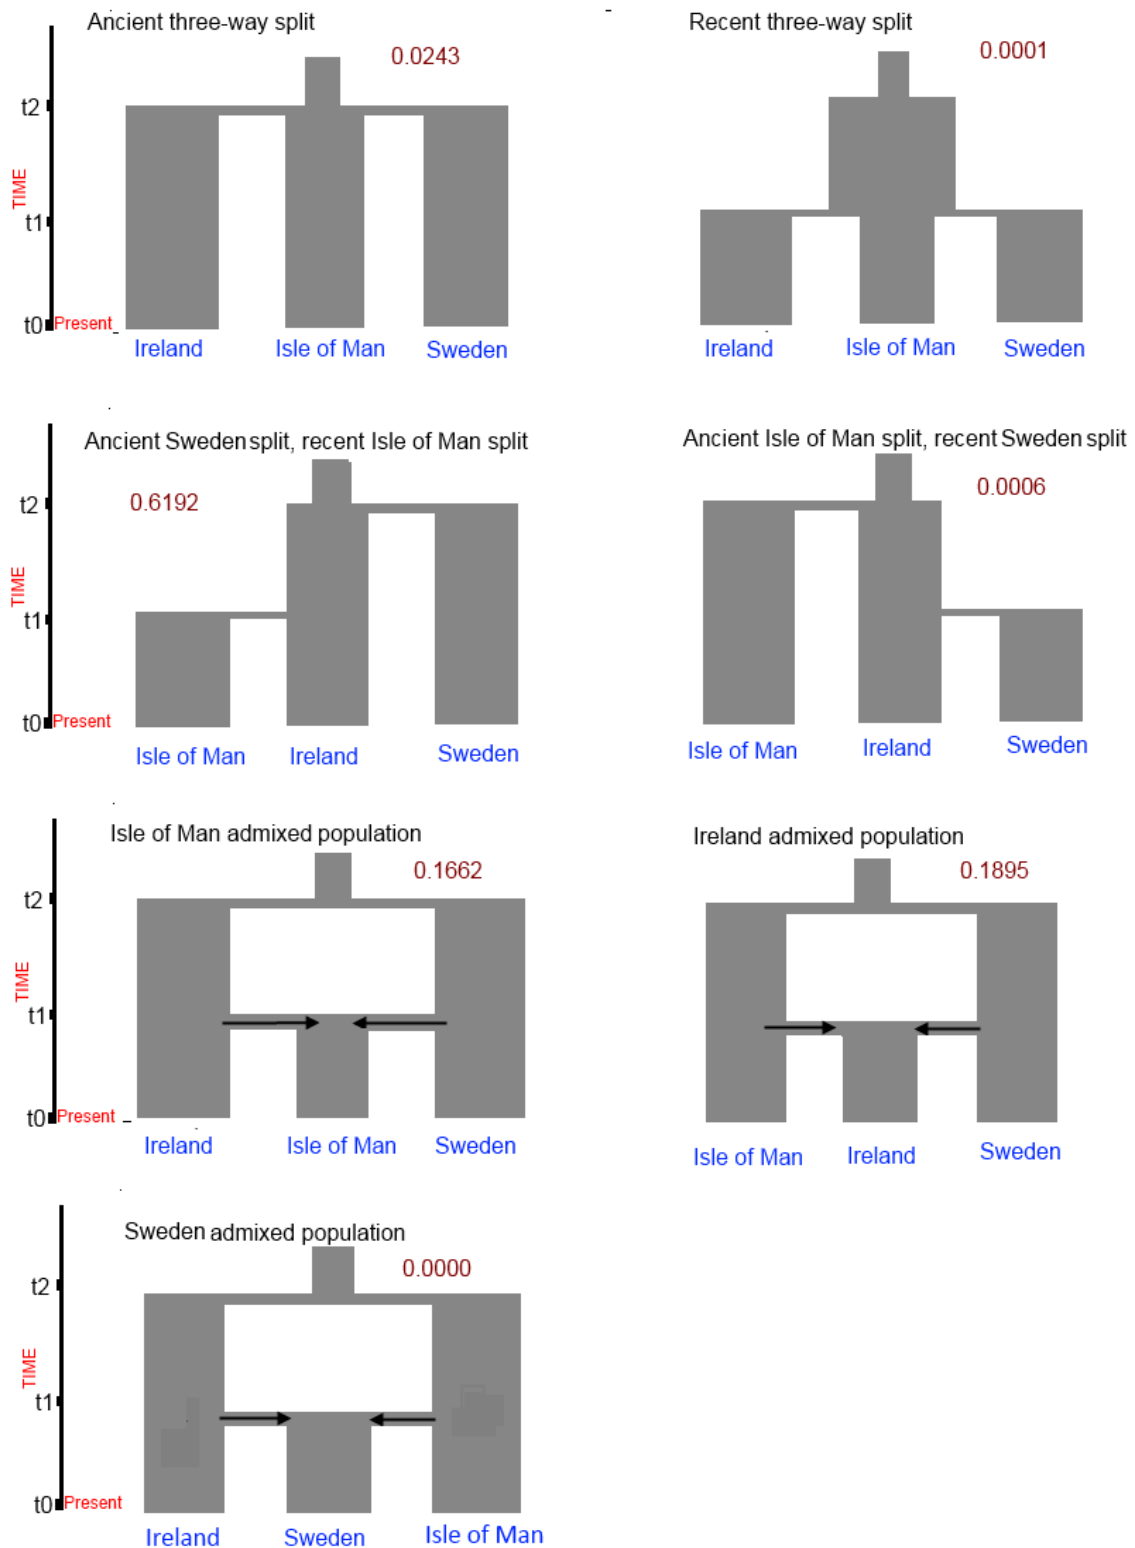 Ancient three-way split
0.0243
t2
TIME
t1
t0 Present
Ireland Isle of Man Sweden
Recent three-way split
0.0001
Ireland Isle of Man Sweden
Ancient Sweden split, recent Isle of Man split
0.6192
t2
TIME
t1
t0 Present
Isle of Man Ireland Sweden
Ancient Isle of Man split, recent Sweden split
0.0006
Isle of Man Ireland Sweden
Isle of Man admixed population
0.1662
t2
TIME
t1
t0 Present
Ireland Isle of Man Sweden
Ireland admixed population
0.1895
Isle of Man Ireland Sweden
Sweden admixed population
0.0000
t2
TIME
t1
t0 Present
Ireland Sweden Isle of Man